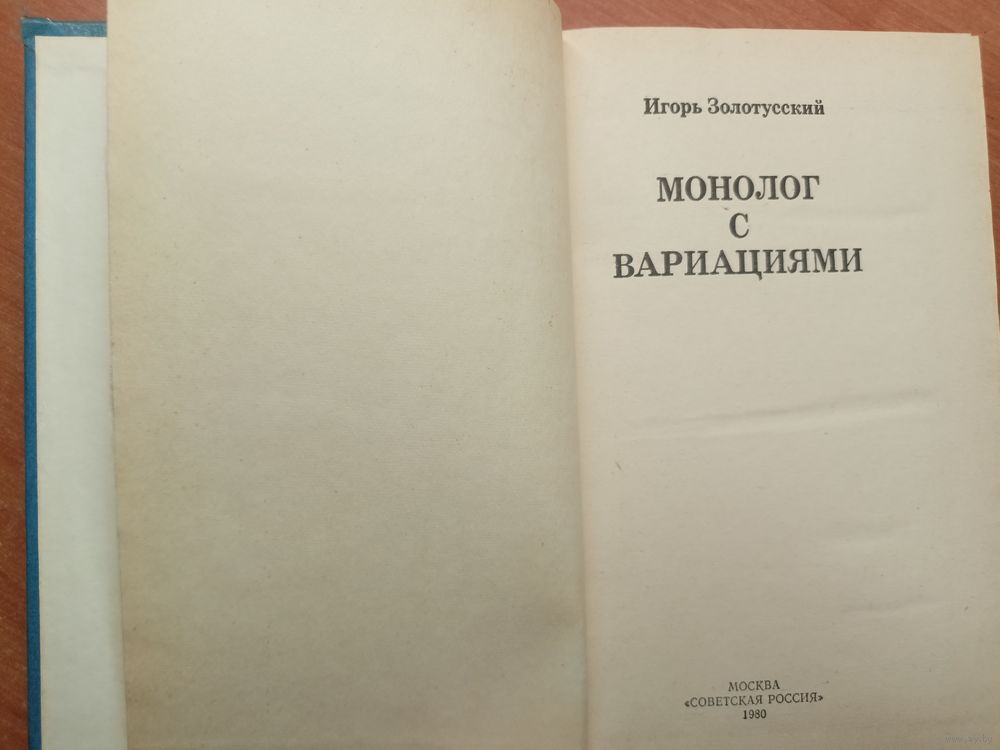 Игорь Золотусский
МОНОЛОГ
С
ВАРИАЦИЯМИ
МОСКВА
«СОВЕТСКАЯ РОССИЯ»
1980